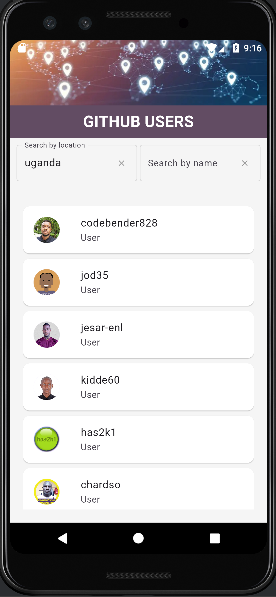 9:16
GITHUB USERS
Search by location
uganda
Search by name
codebender828
User
jod35
User
jesar-enl
User
kidde60
User
has2k1
has2k1
User
chardso
User